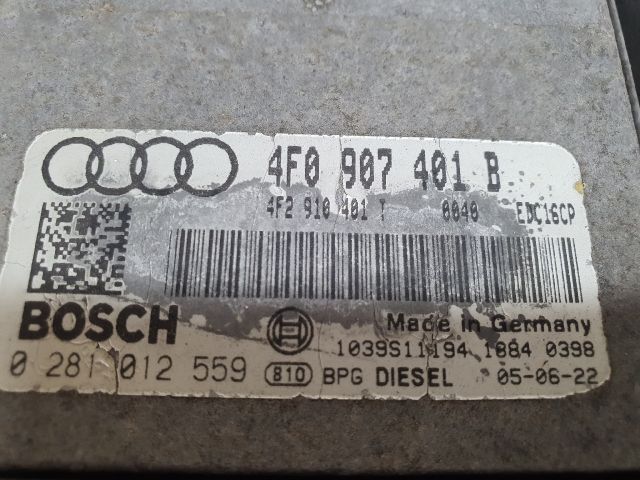 4F0 907 401 B
4F2 910 401 T 0040 EDC16CP
BOSCH
Made in Germany
1039S11194 1884 0398
0 281 012 559 810 BPG DIESEL 05-06-22